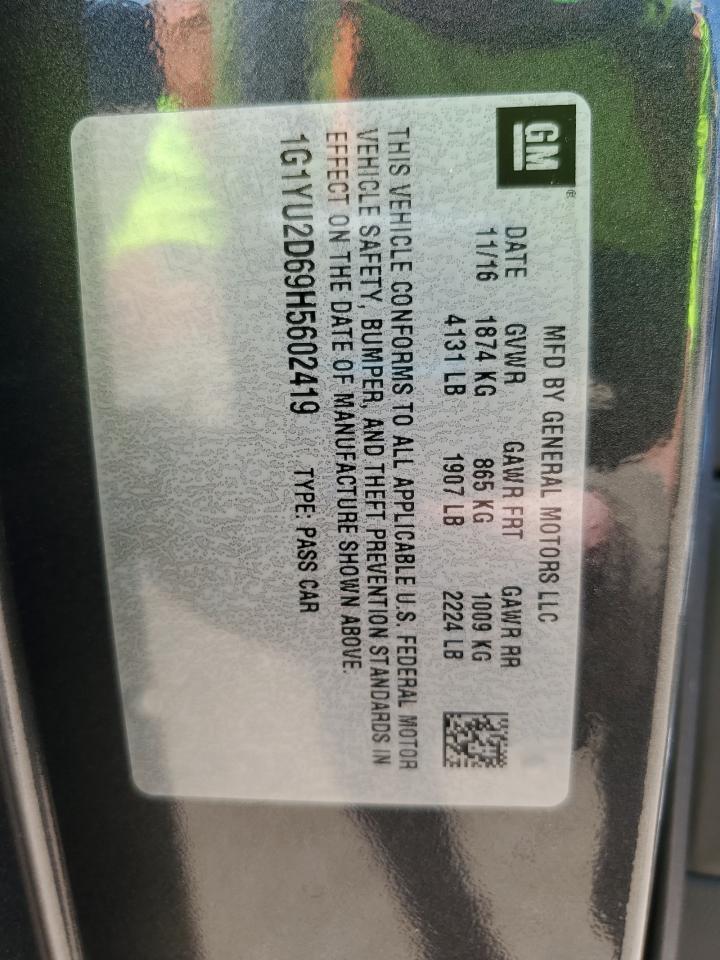 GM®
MFD BY GENERAL MOTORS LLC
DATE GVWR GAWR FRT GAWR RR
11/16 1874 KG 865 KG 1009 KG
4131 LB 1907 LB 2224 LB
THIS VEHICLE CONFORMS TO ALL APPLICABLE U.S. FEDERAL MOTOR
VEHICLE SAFETY, BUMPER, AND THEFT PREVENTION STANDARDS IN
EFFECT ON THE DATE OF MANUFACTURE SHOWN ABOVE.
1G1YU2D69H5602419 TYPE: PASS CAR